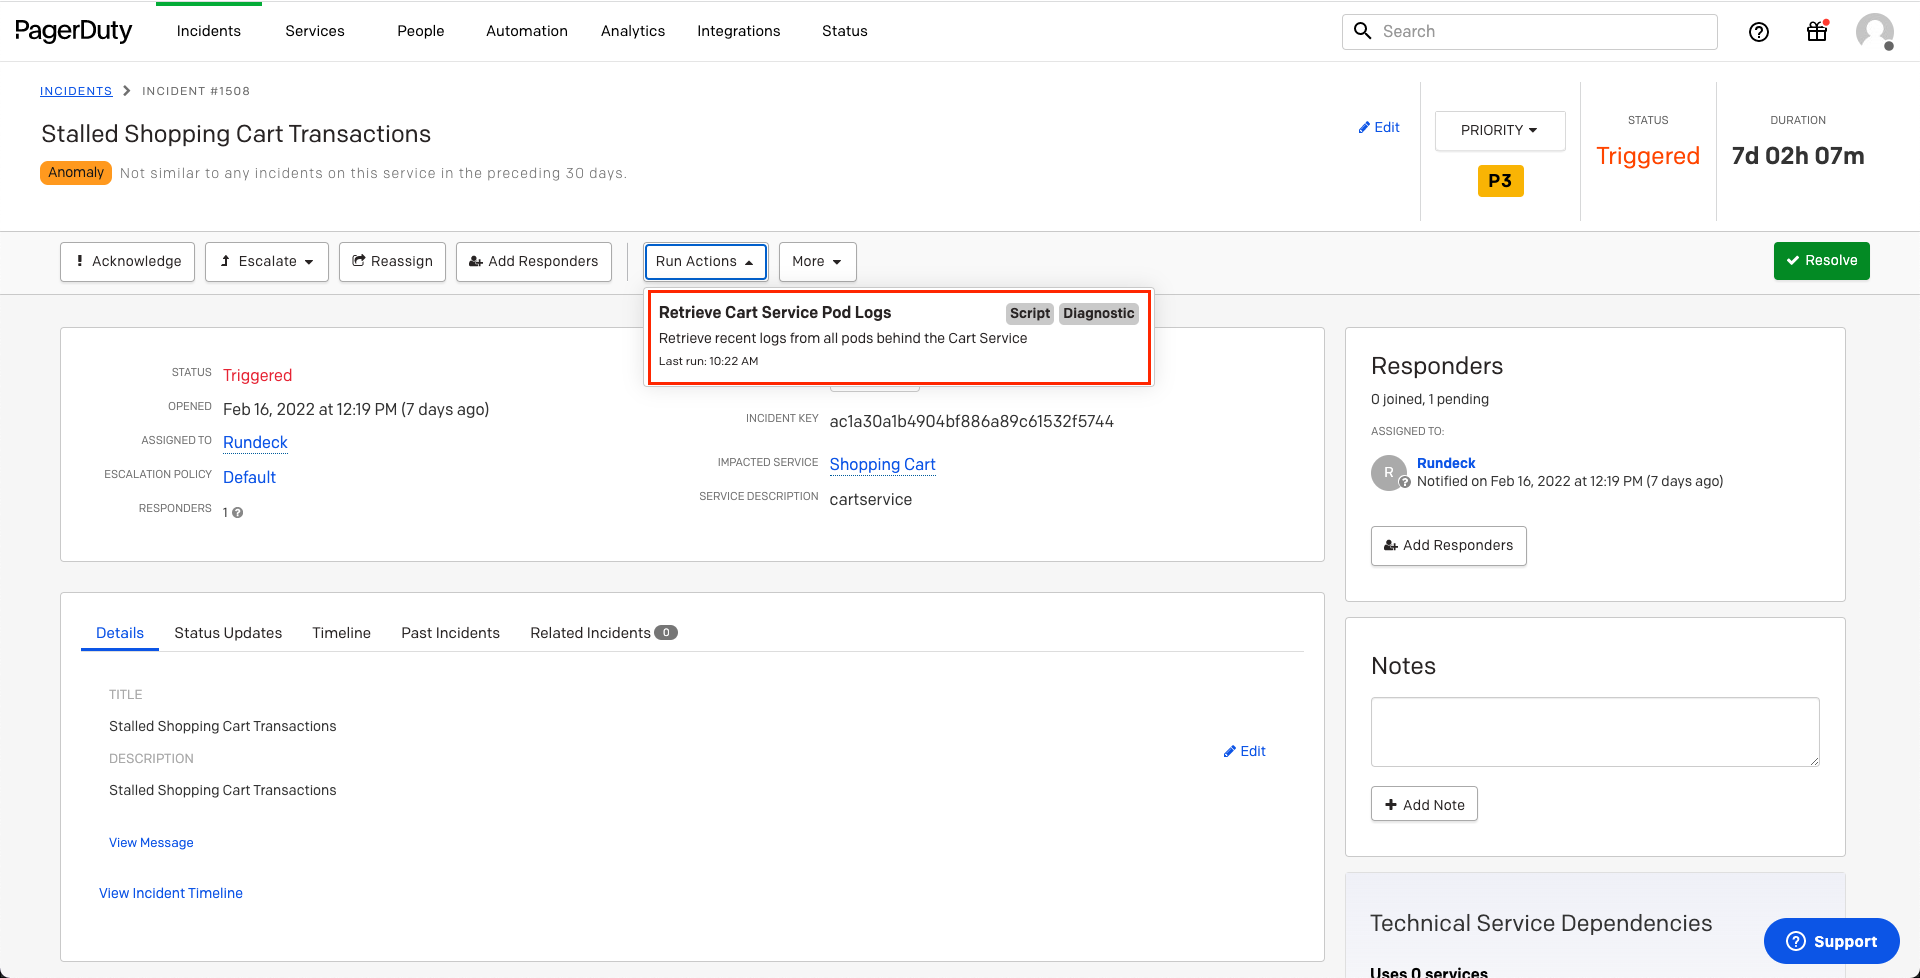 PagerDuty Incidents Services People Automation Analytics Integrations Status Search
INCIDENTS INCIDENT #1508
Stalled Shopping Cart Transactions
Anomaly Not similar to any incidents on this service in the preceding 30 days.
Edit
PRIORITY
P3
STATUS
Triggered
DURATION
7d 02h 07m
Acknowledge Escalate Reassign Add Responders Run Actions More Resolve
Retrieve Cart Service Pod Logs Script Diagnostic
Retrieve recent logs from all pods behind the Cart Service
Last run: 10:22 AM
STATUS Triggered
OPENED Feb 16, 2022 at 12:19 PM (7 days ago)
ASSIGNED TO Rundeck
ESCALATION POLICY Default
RESPONDERS 1
INCIDENT KEY ac1a30a1b4904bf886a89c61532f5744
IMPACTED SERVICE Shopping Cart
SERVICE DESCRIPTION cartservice
Responders
0 joined, 1 pending
ASSIGNED TO:
R Rundeck
Notified on Feb 16, 2022 at 12:19 PM (7 days ago)
Add Responders
Details Status Updates Timeline Past Incidents Related Incidents 0
TITLE
Stalled Shopping Cart Transactions
DESCRIPTION
Stalled Shopping Cart Transactions
Edit
View Message
View Incident Timeline
Notes
Add Note
Technical Service Dependencies
Uses 0 services
Support